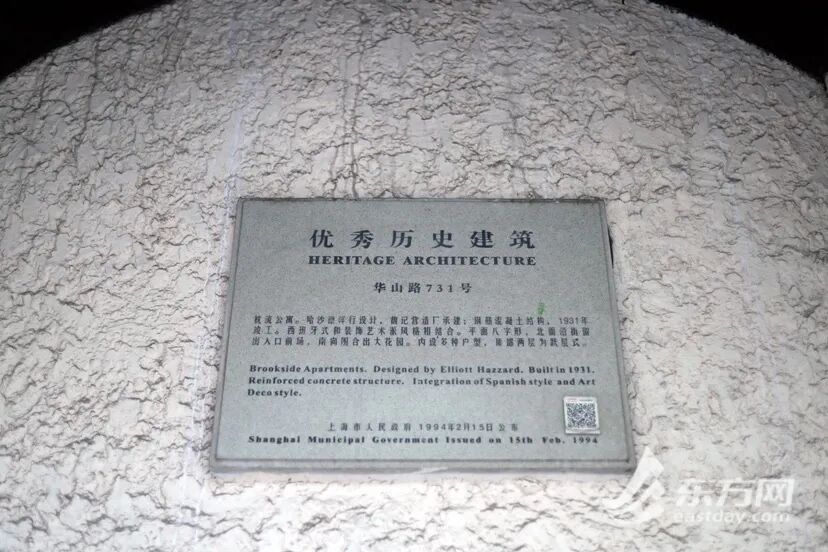 优秀历史建筑
HERITAGE ARCHITECTURE
华山路731号
枕流公寓。哈沙德洋行设计，馥记营造厂承建；钢筋混凝土结构，1931年
竣工。西班牙式和装饰艺术派风格相结合。平面八字形，北面沿街留
出入口前场，南向围合出大花园。内设多种户型，顶部两层为跃层式。
Brookside Apartments. Designed by Elliott Hazzard. Built in 1931.
Reinforced concrete structure. Integration of Spanish style and Art
Deco style.
上海市人民政府 1994年2月15日公布
Shanghai Municipal Government Issued on 15th Feb. 1994
东方网
eastday.com